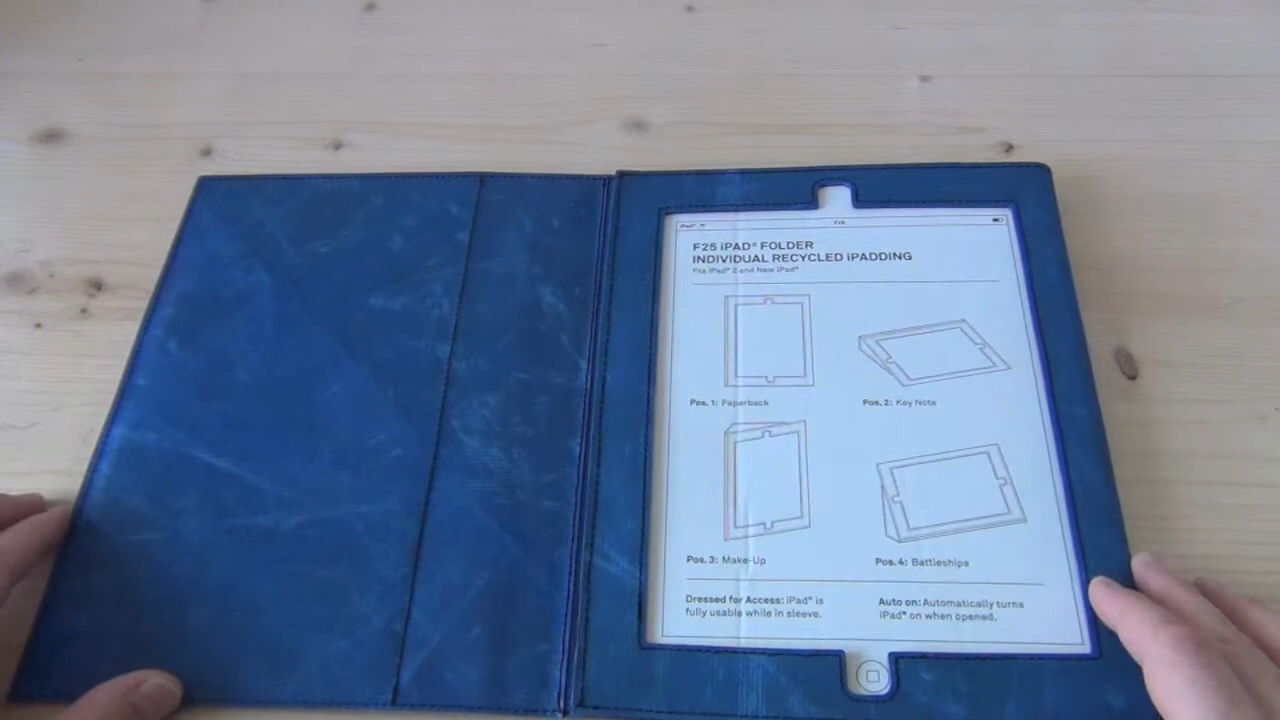 iPad
F25
F25 iPAD® FOLDER
INDIVIDUAL RECYCLED iPADDING
Fits iPad® 2 and New iPad®
Pos. 1: Paperback
Pos. 2: Key Note
Pos. 3: Make-Up
Pos. 4: Battleships
Dressed for Access: iPad® is
fully usable while in sleeve.
Auto on: Automatically turns
iPad® on when opened.